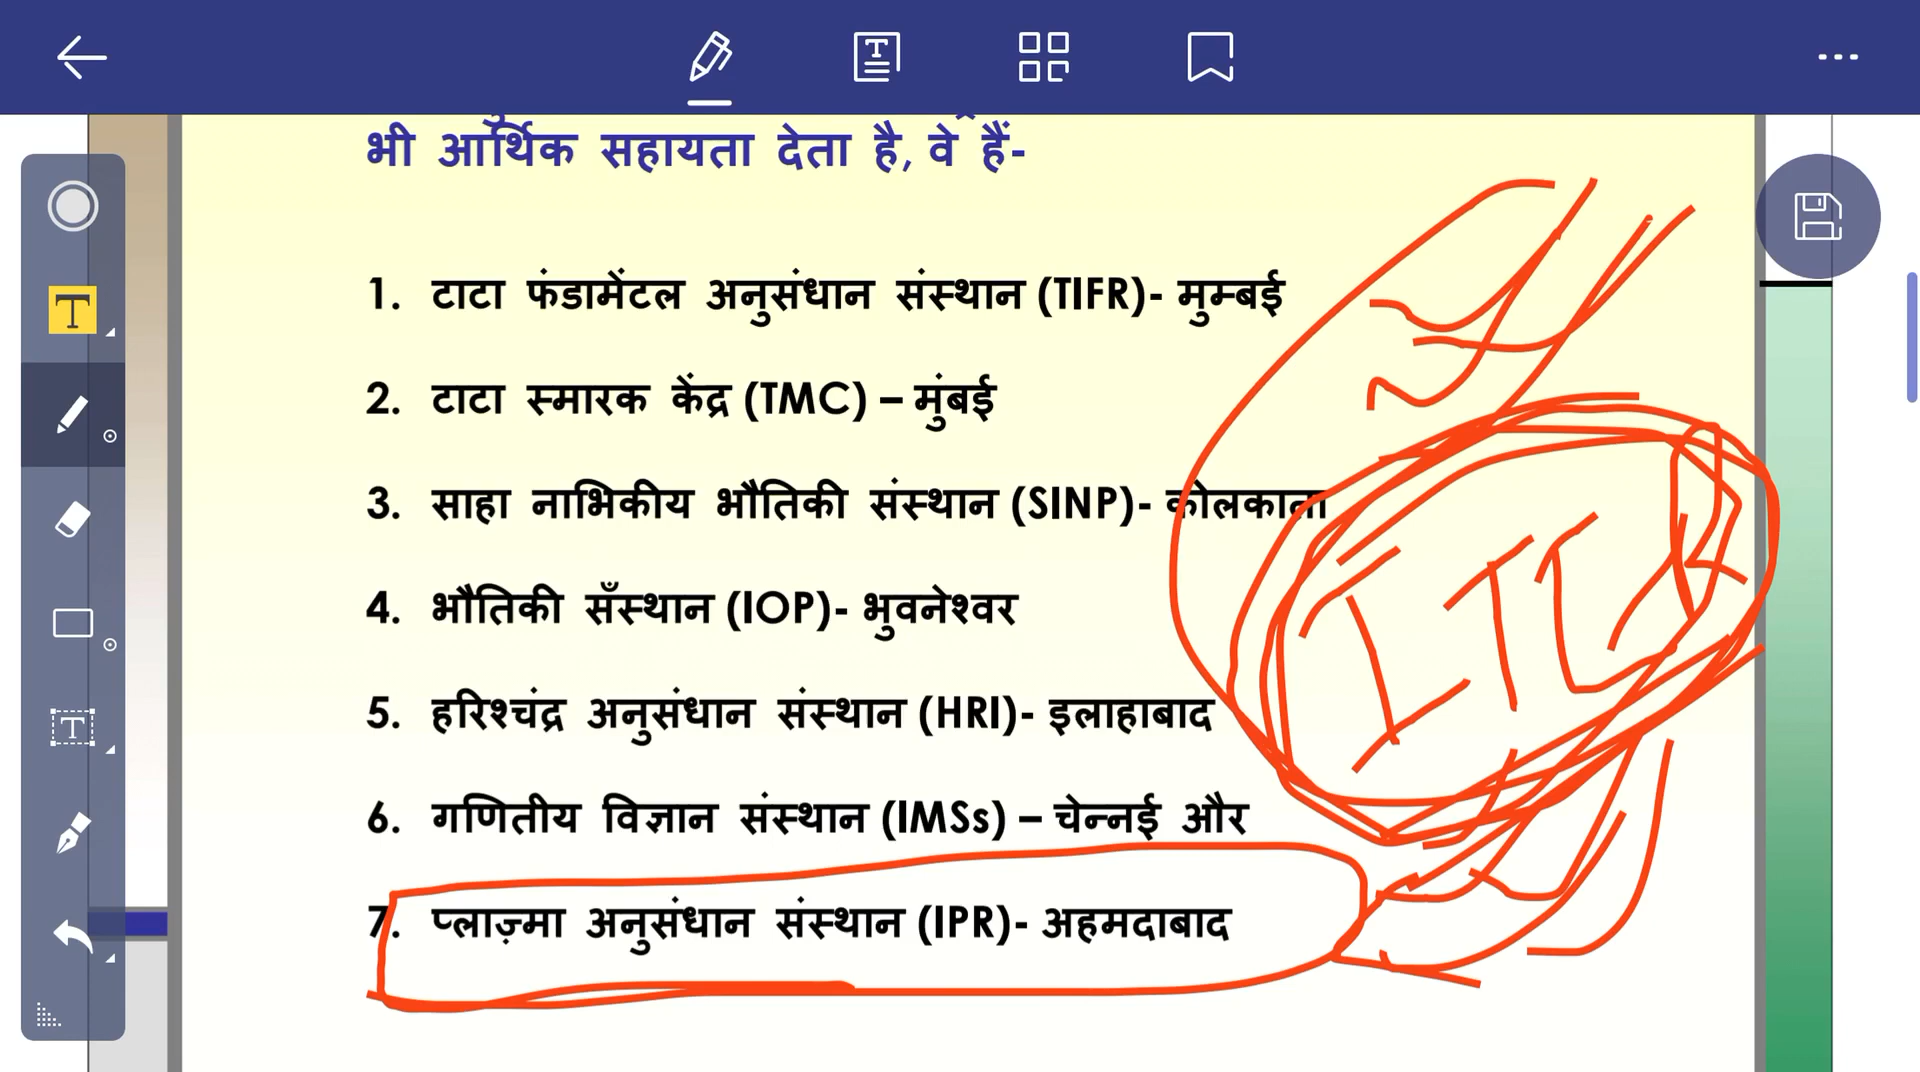 भी आर्थिक सहायता देता है, वे हैं-
1. टाटा फंडामेंटल अनुसंधान संस्थान (TIFR)- मुम्बई
2. टाटा स्मारक केंद्र (TMC) – मुंबई
3. साहा नाभिकीय भौतिकी संस्थान (SINP)- कोलकाता
4. भौतिकी सँस्थान (IOP)- भुवनेश्वर
5. हरिश्चंद्र अनुसंधान संस्थान (HRI)- इलाहाबाद
6. गणितीय विज्ञान संस्थान (IMSs) – चेन्नई और
7. प्लाज़्मा अनुसंधान संस्थान (IPR)- अहमदाबाद